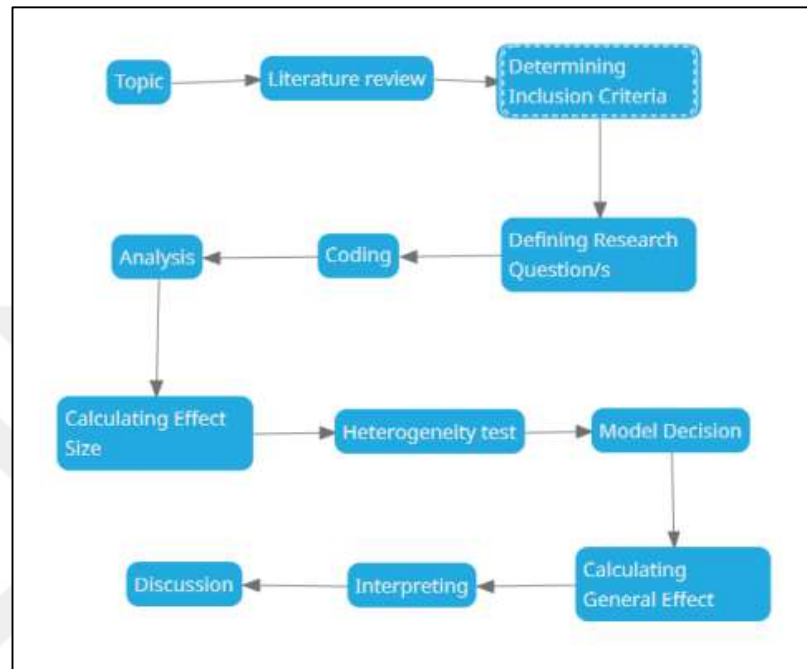 Topic
Literature review
Determining
Inclusion Criteria
Defining Research
Question/s
Coding
Analysis
Calculating Effect
Size
Heterogeneity test
Model Decision
Calculating
General Effect
Interpreting
Discussion